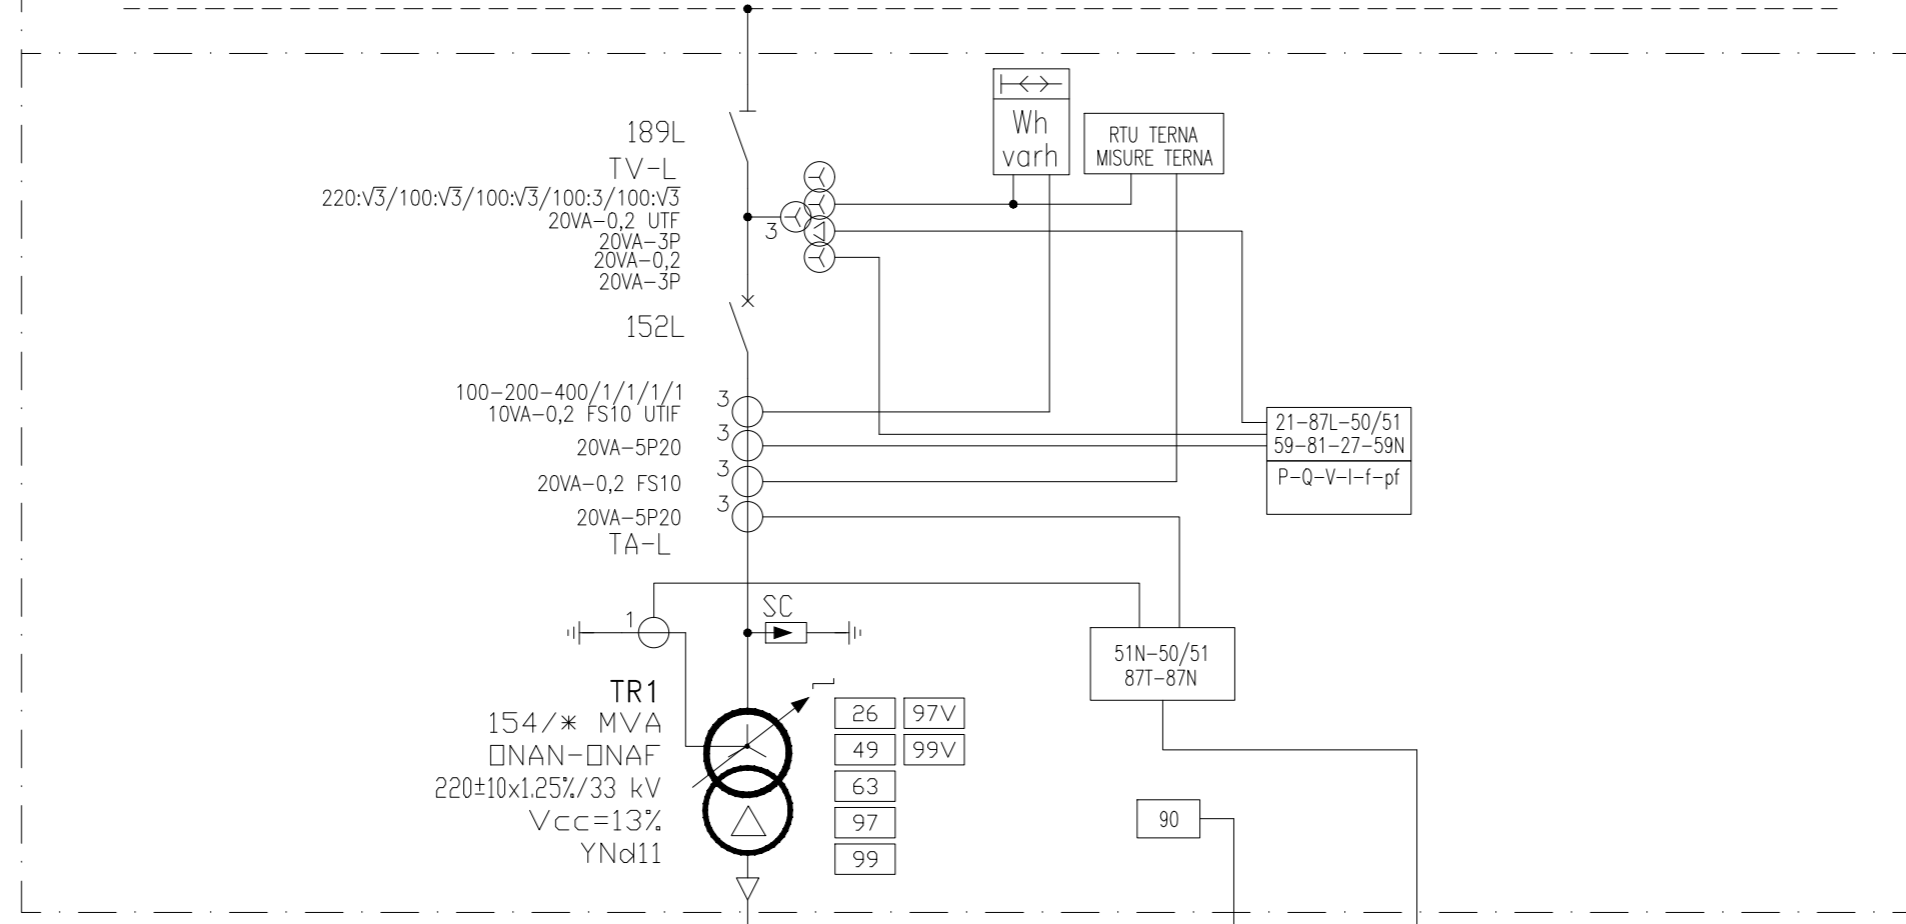 189L
TV-L
220:√3/100:√3/100:√3/100:3/100:√3
20VA-0,2 UTF
20VA-3P
20VA-0,2
20VA-3P
3
Wh
varh
RTU TERNA
MISURE TERNA
152L
100-200-400/1/1/1/1
10VA-0,2 FS10 UTIF
3
20VA-5P20
3
20VA-0,2 FS10
3
20VA-5P20
3
TA-L
21-87L-50/51
59-81-27-59N
P-Q-V-I-f-pf
1
SC
51N-50/51
87T-87N
TR1
154/* MVA
ONAN-ONAF
220±10x1.25%/33 kV
Vcc=13%
YNd11
26
97V
49
99V
63
97
99
90